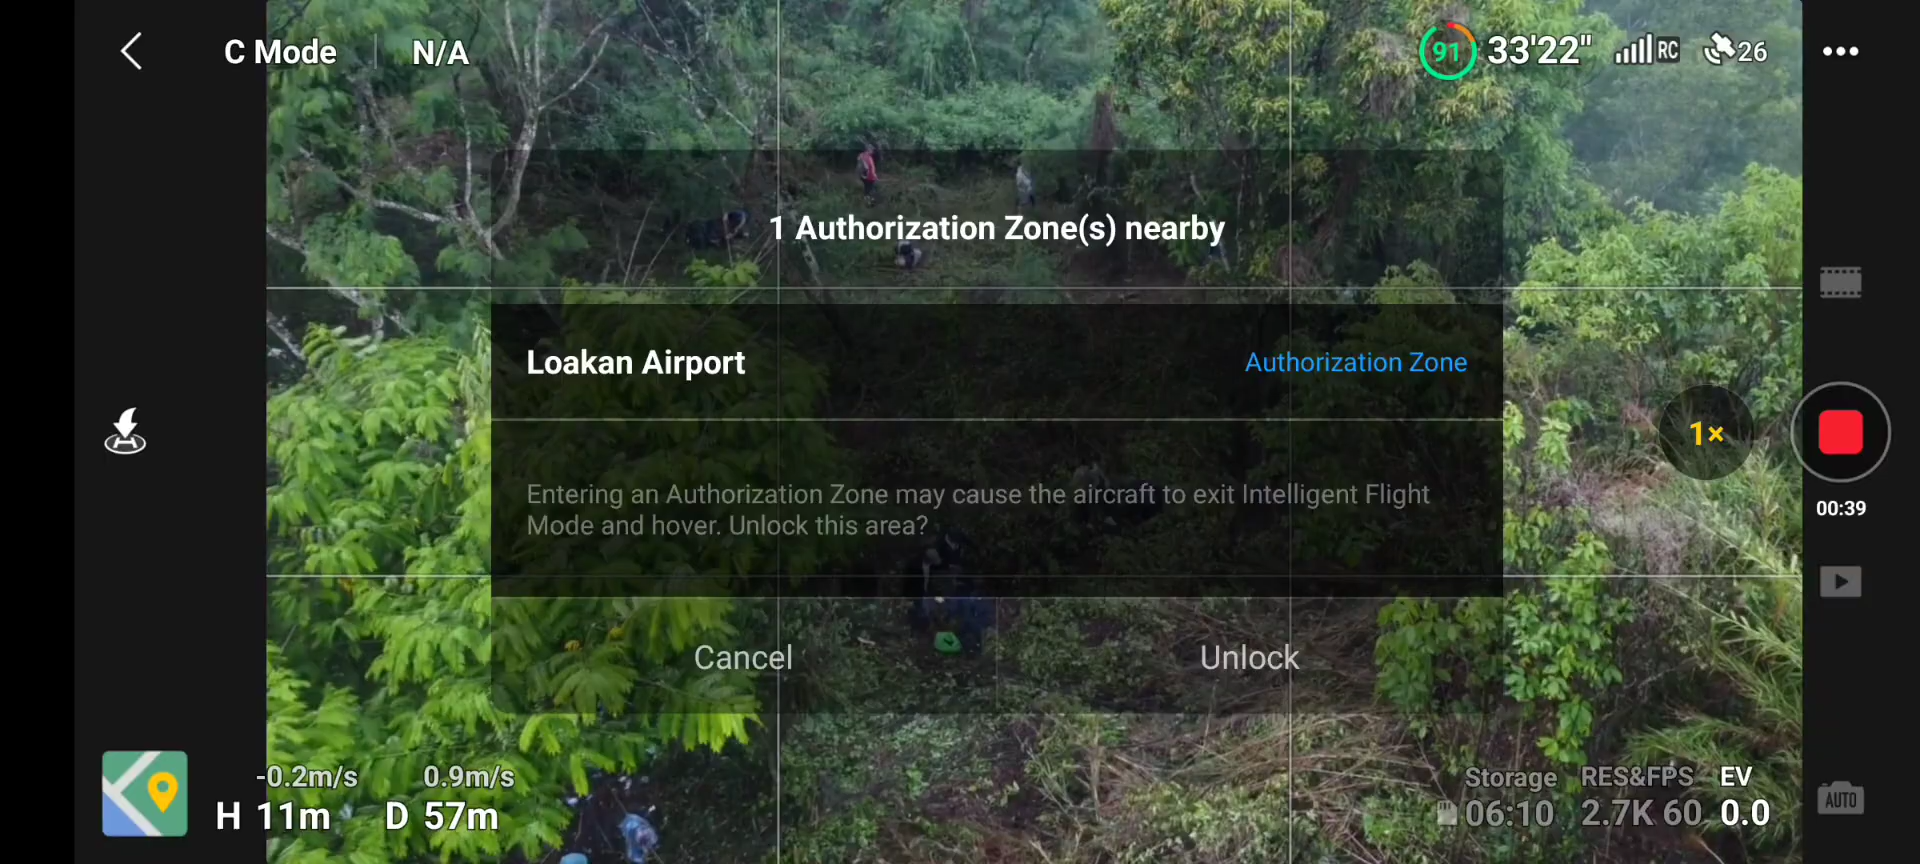 C Mode | N/A
91 33'22" RC 26
1 Authorization Zone(s) nearby
Loakan Airport
Authorization Zone
Entering an Authorization Zone may cause the aircraft to exit Intelligent Flight
Mode and hover. Unlock this area?
1×
00:39
Cancel
Unlock
-0.2m/s 0.9m/s
H 11m D 57m
Storage RES&FPS EV
06:10 2.7K 60 0.0
AUTO